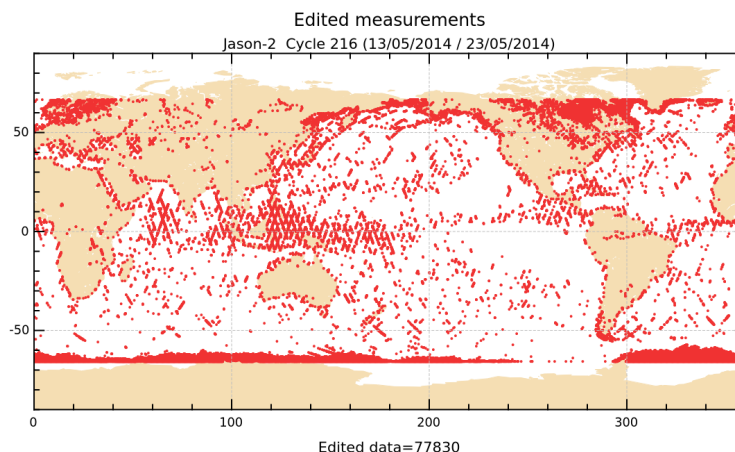 Edited measurements
Jason-2 Cycle 216 (13/05/2014 / 23/05/2014)
50
0
-50
0 100 200 300
Edited data=77830